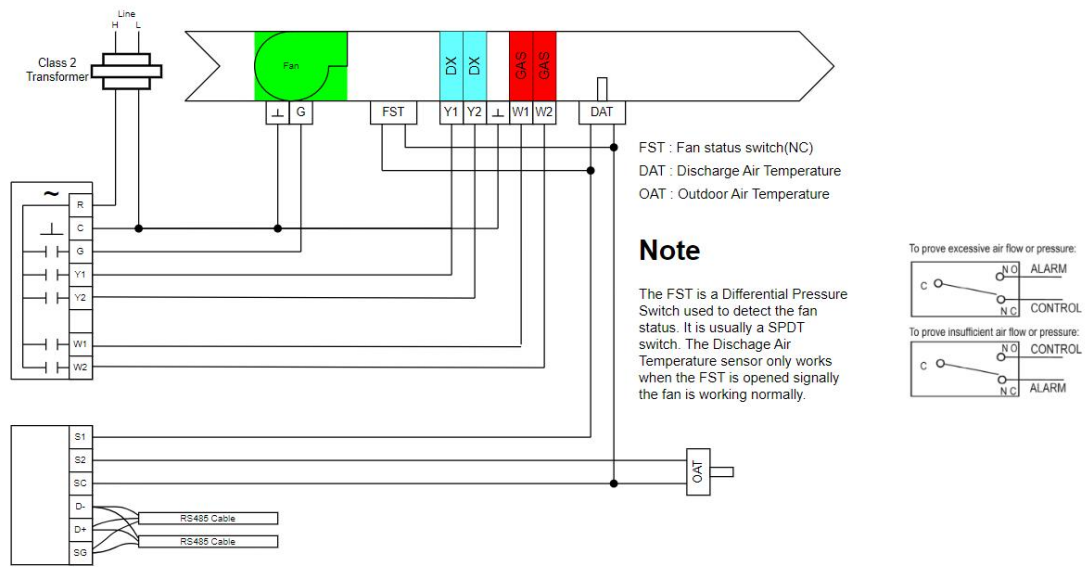 Line
H L
Class 2
Transformer
Fan
DX
DX
GAS
GAS
⊥ G
FST
Y1 Y2 ⊥ W1 W2
DAT
FST : Fan status switch(NC)
DAT : Discharge Air Temperature
OAT : Outdoor Air Temperature
~
R
C
G
Y1
Y2
W1
W2
Note
The FST is a Differential Pressure
Switch used to detect the fan
status. It is usually a SPDT
switch. The Dischage Air
Temperature sensor only works
when the FST is opened signally
the fan is working normally.
To prove excessive air flow or pressure:
C
NO ALARM
NC CONTROL
To prove insufficient air flow or pressure:
C
NO CONTROL
NC ALARM
S1
S2
SC
D-
D+
SG
OAT
RS485 Cable
RS485 Cable